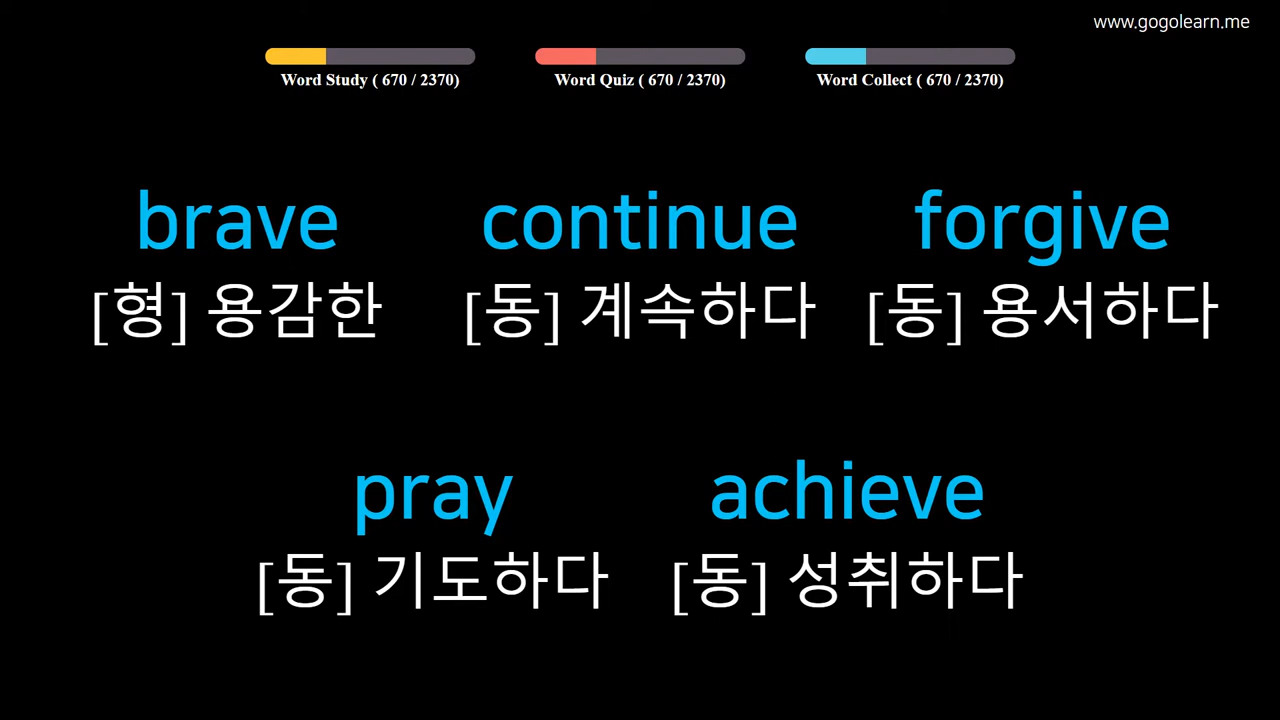 www.gogolearn.me
Word Study ( 670 / 2370) Word Quiz ( 670 / 2370) Word Collect ( 670 / 2370)
brave continue forgive
[형] 용감한 [동] 계속하다 [동] 용서하다
pray achieve
[동] 기도하다 [동] 성취하다